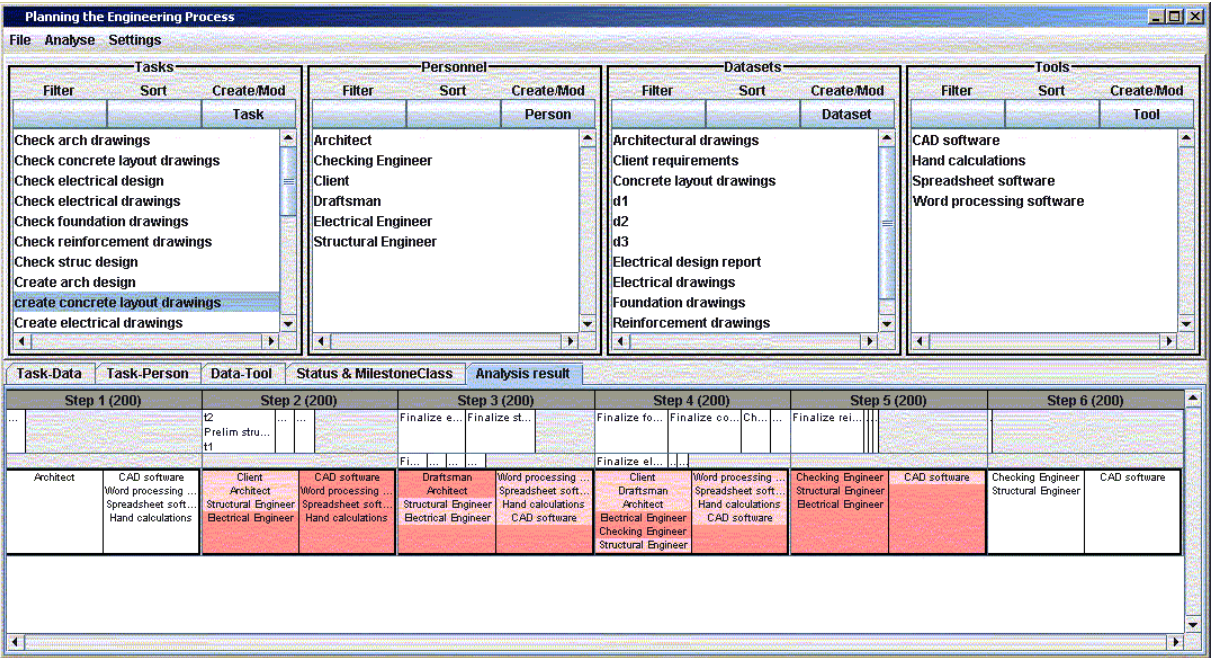 Planning the Engineering Process
File Analyse Settings
Tasks Personnel Datasets Tools
Filter Sort Create/Mod Filter Sort Create/Mod Filter Sort Create/Mod Filter Sort Create/Mod
Task Person Dataset Tool
Check arch drawings
Check concrete layout drawings
Check electrical design
Check electrical drawings
Check foundation drawings
Check reinforcement drawings
Check struc design
Create arch design
create concrete layout drawings
Create electrical drawings
Architect
Checking Engineer
Client
Draftsman
Electrical Engineer
Structural Engineer
Architectural drawings
Client requirements
Concrete layout drawings
d1
d2
d3
Electrical design report
Electrical drawings
Foundation drawings
Reinforcement drawings
CAD software
Hand calculations
Spreadsheet software
Word processing software
Task-Data Task-Person Data-Tool Status & MilestoneClass Analysis result
Step 1 (200) Step 2 (200) Step 3 (200) Step 4 (200) Step 5 (200) Step 6 (200)
...
t2 ... ...
Prelim stru...
t1
Finalize e... Finalize st...
Fi... ... ... ...
Finalize fo... Finalize co... Ch... ...
Finalize el... ..
Finalize rei...
Architect
CAD software
Word processing ...
Spreadsheet soft...
Hand calculations
Client
Architect
Structural Engineer
Electrical Engineer
CAD software
Word processing ...
Spreadsheet soft...
Hand calculations
Draftsman
Architect
Structural Engineer
Electrical Engineer
Word processing ...
Spreadsheet soft...
Hand calculations
CAD software
Client
Draftsman
Architect
Electrical Engineer
Checking Engineer
Structural Engineer
Word processing ...
Spreadsheet soft...
Hand calculations
CAD software
Checking Engineer
Structural Engineer
Electrical Engineer
CAD software
Checking Engineer
Structural Engineer
CAD software